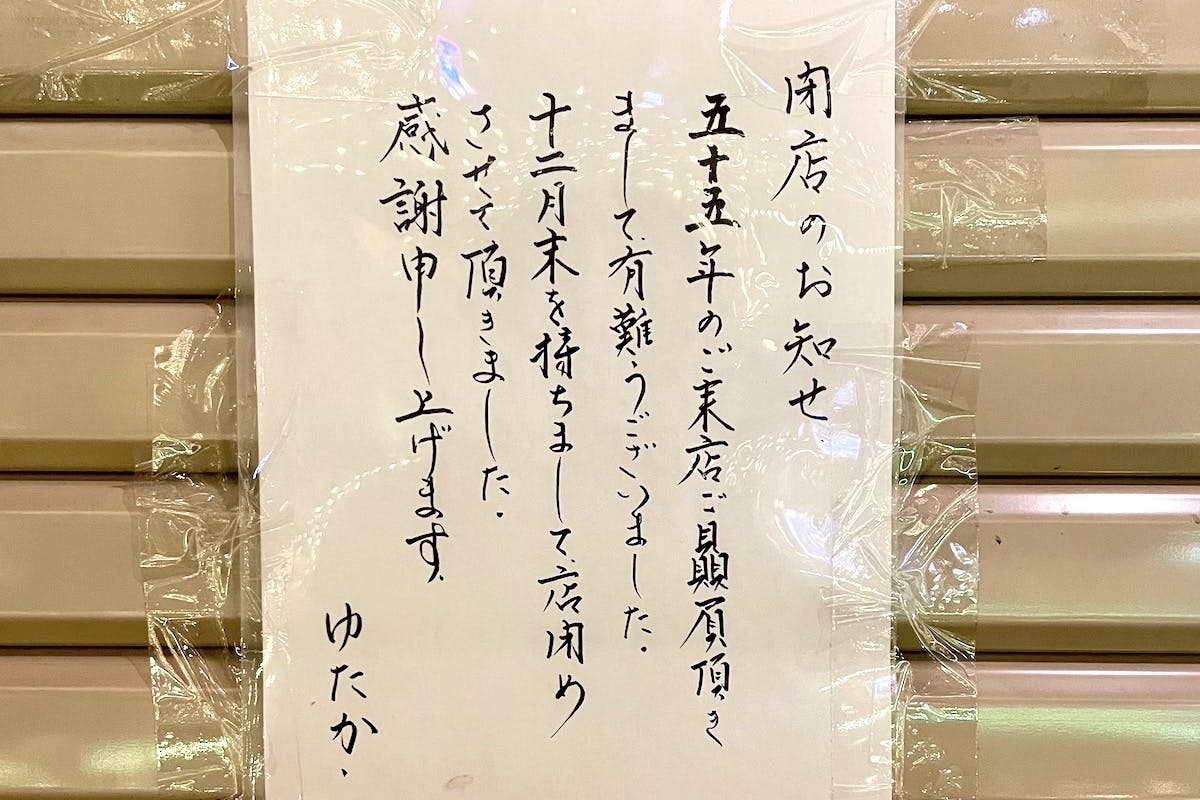 閉店のお知せ
五十五年のご来店ご贔屓頂き
まして有難うございました.
十二月末を持ちまして店閉め
させて頂きました.
感謝申し上げます.
ゆたか.